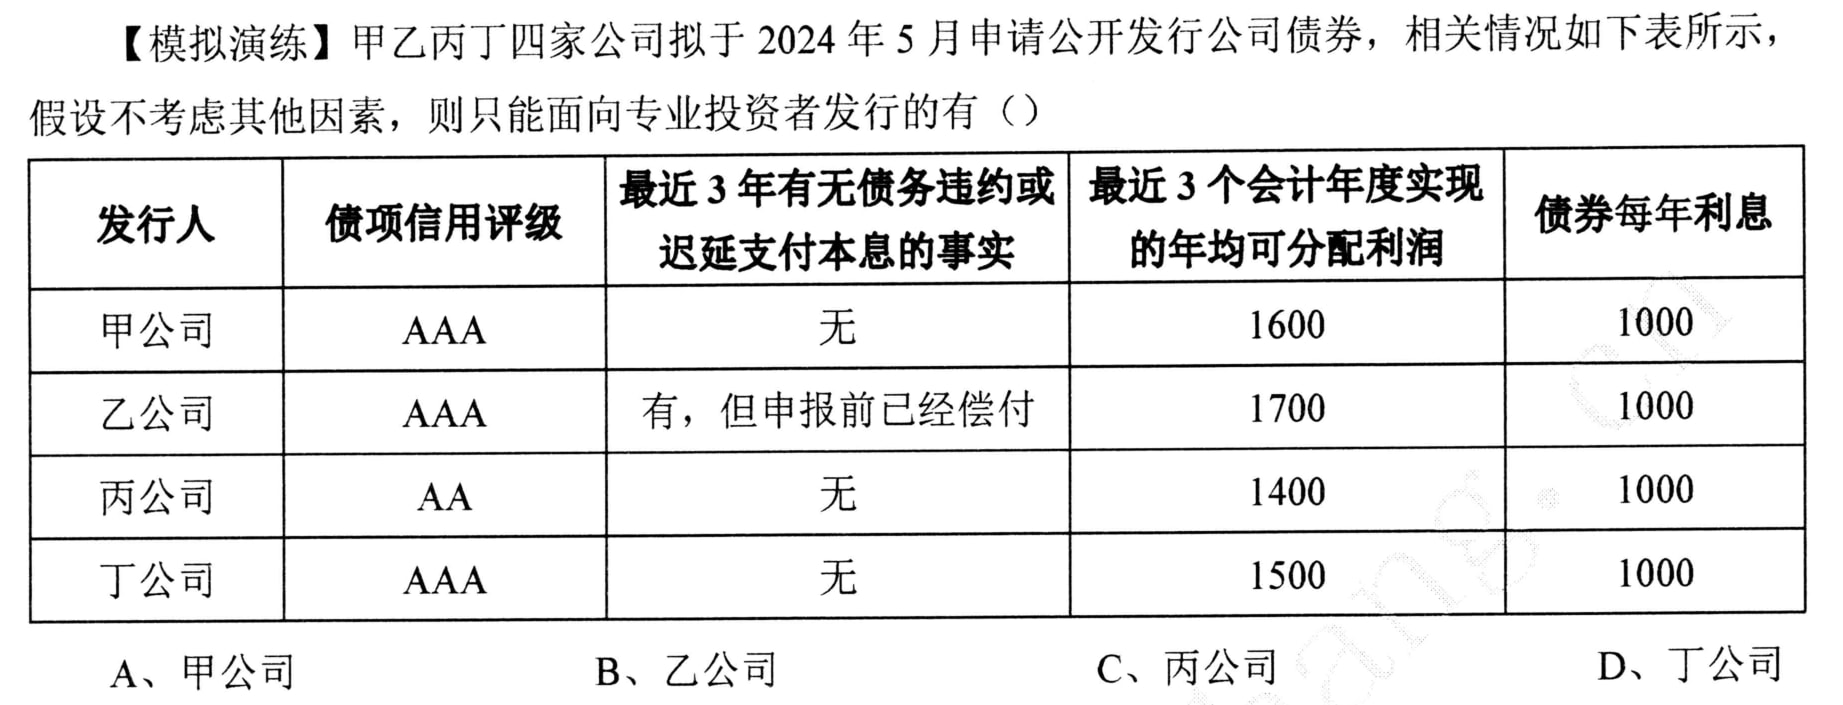 【模拟演练】甲乙丙丁四家公司拟于 2024 年 5 月申请公开发行公司债券，相关情况如下表所示，
假设不考虑其他因素，则只能面向专业投资者发行的有（）
发行人 债项信用评级 最近 3 年有无债务违约或迟延支付本息的事实 最近 3 个会计年度实现的年均可分配利润 债券每年利息
甲公司 AAA 无 1600 1000
乙公司 AAA 有，但申报前已经偿付 1700 1000
丙公司 AA 无 1400 1000
丁公司 AAA 无 1500 1000
A、甲公司 B、乙公司 C、丙公司 D、丁公司